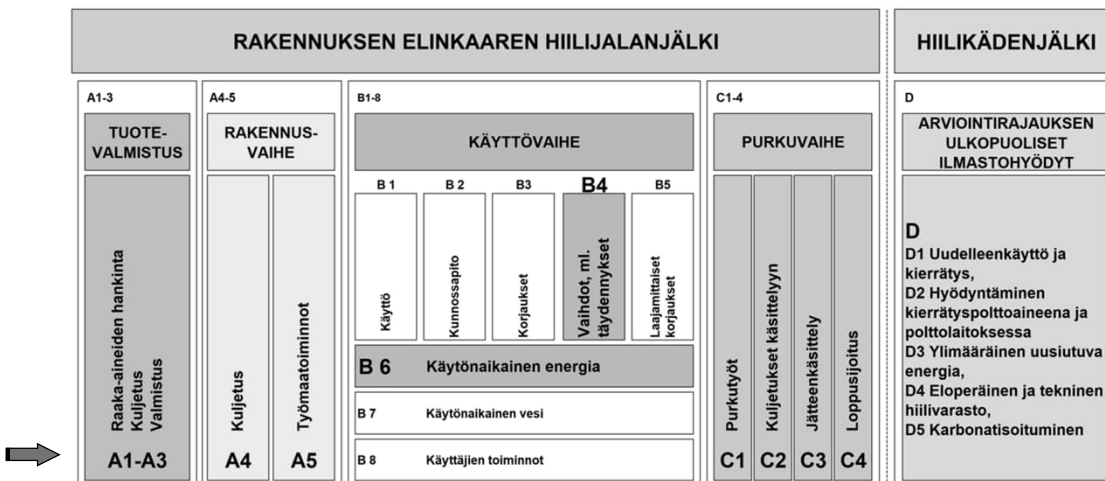 RAKENNUKSEN ELINKAAREN HIILIJALANJÄLKI
HIILIKÄDENJÄLKI
A1-3
TUOTE-
VALMISTUS
Raaka-aineiden hankinta
Kuljetus
Valmistus
A1-A3
A4-5
RAKENNUS-
VAIHE
Kuljetus
A4
Työmaatoiminnot
A5
B1-8
KÄYTTÖVAIHE
B 1
Käyttö
B 2
Kunnossapito
B3
Korjaukset
B4
Vaihdot, ml.
täydennykset
B5
Laajamittaiset
korjaukset
B 6 Käytönaikainen energia
B 7 Käytönaikainen vesi
B 8 Käyttäjien toiminnot
C1-4
PURKUVAIHE
Purkutyöt
C1
Kuljetukset käsittelyyn
C2
Jätteenkäsittely
C3
Loppusijoitus
C4
D
ARVIOINTIRAJAUKSEN
ULKOPUOLISET
ILMASTOHYÖDYT
D
D1 Uudelleenkäyttö ja
kierrätys,
D2 Hyödyntäminen
kierrätyspolttoaineena ja
polttolaitoksessa
D3 Ylimääräinen uusiutuva
energia,
D4 Eloperäinen ja tekninen
hiilivarasto,
D5 Karbonatisoituminen